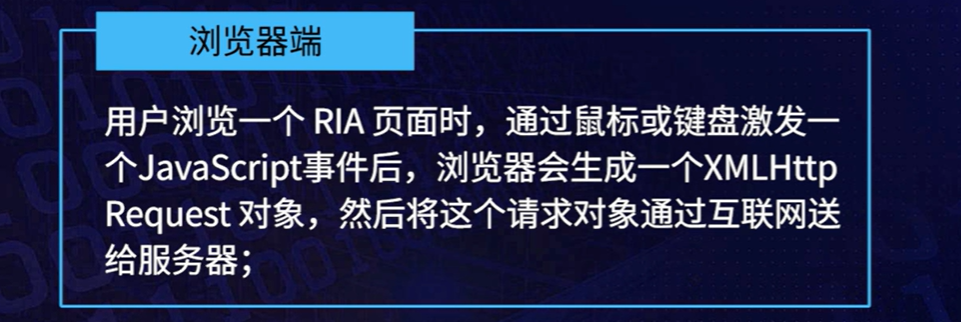 浏览器端
用户浏览一个 RIA 页面时，通过鼠标或键盘激发一
个JavaScript事件后，浏览器会生成一个XMLHttp
Request 对象，然后将这个请求对象通过互联网送
给服务器；